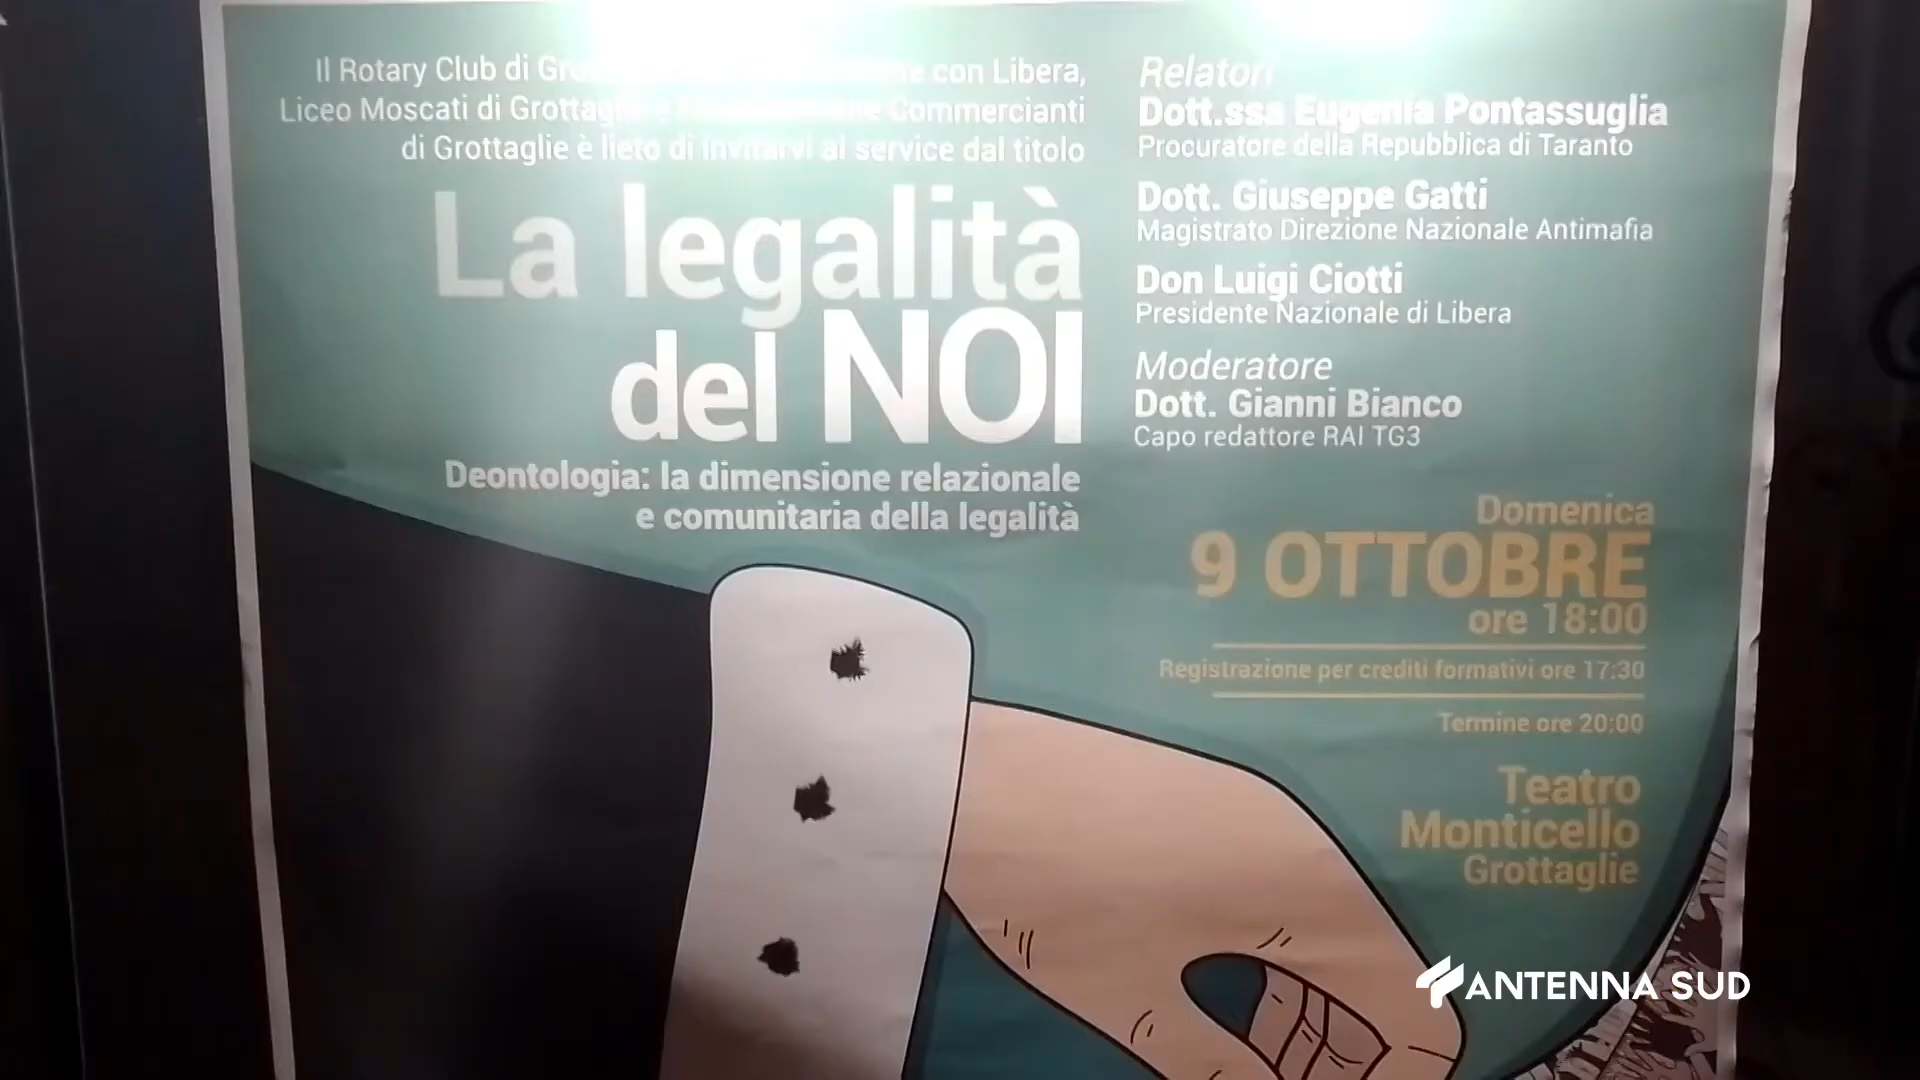 Il Rotary Club di con Libera,
Liceo Moscati di Grottaglie Commercianti
di Grottaglie è lieto di invitarvi al service dal titolo
La legalità
del NOI
Deontologia: la dimensione relazionale
e comunitaria della legalità
Relatori
Dott.ssa Eugenia Pontassuglia
Procuratore della Repubblica di Taranto
Dott. Giuseppe Gatti
Magistrato Direzione Nazionale Antimafia
Don Luigi Ciotti
Presidente Nazionale di Libera
Moderatore
Dott. Gianni Bianco
Capo redattore RAI TG3
Domenica
9 OTTOBRE
ore 18:00
Registrazione per crediti formativi ore 17:30
Termine ore 20:00
Teatro
Monticello
Grottaglie
ANTENNA SUD